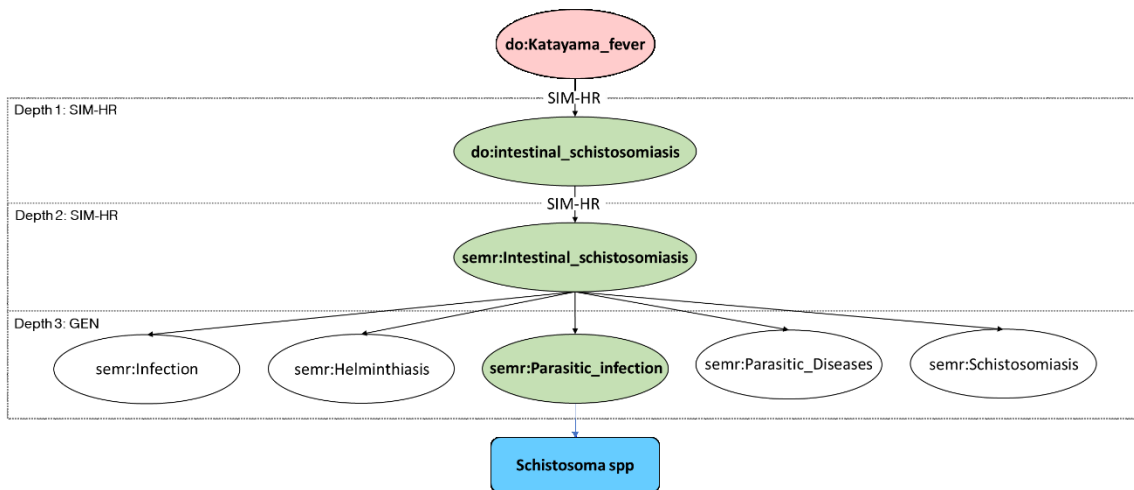 do:Katayama_fever
SIM-HR
Depth 1: SIM-HR
do:intestinal_schistosomiasis
SIM-HR
Depth 2: SIM-HR
semr:Intestinal_schistosomiasis
Depth 3: GEN
semr:Infection
semr:Helminthiasis
semr:Parasitic_infection
semr:Parasitic_Diseases
semr:Schistosomiasis
Schistosoma spp